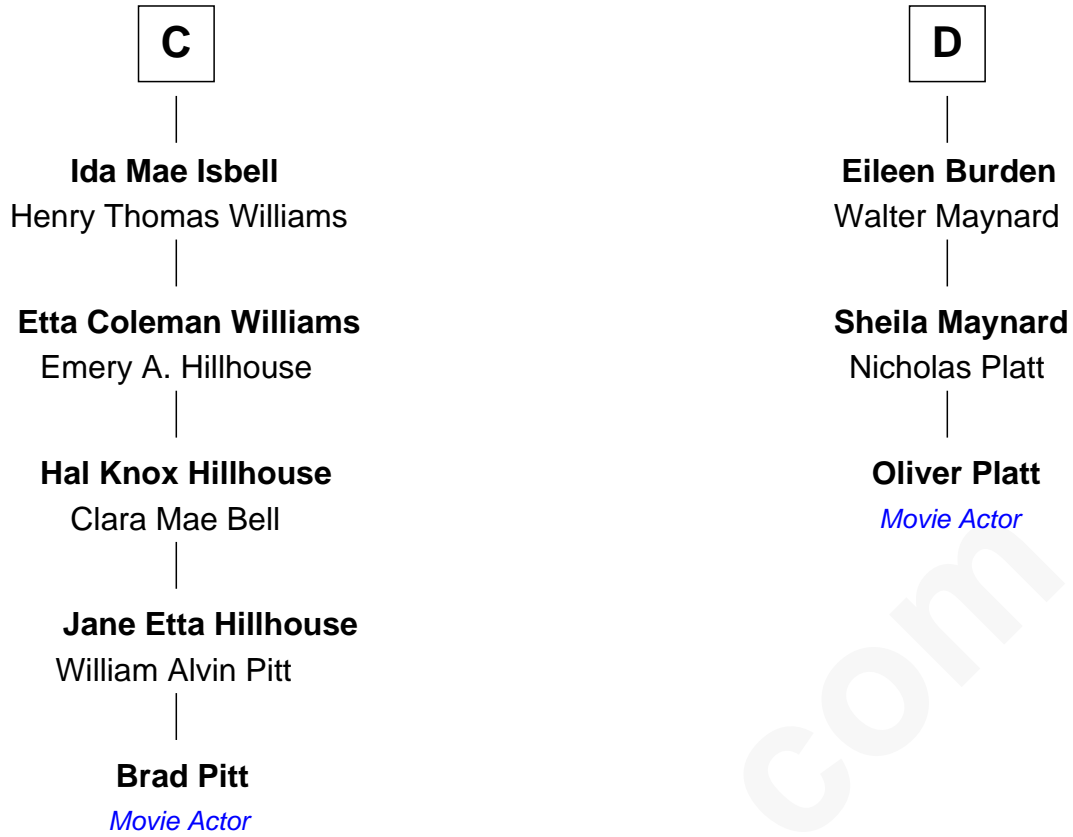 C
Ida Mae Isbell
Henry Thomas Williams
Etta Coleman Williams
Emery A. Hillhouse
Hal Knox Hillhouse
Clara Mae Bell
Jane Etta Hillhouse
William Alvin Pitt
Brad Pitt
Movie Actor
D
Eileen Burden
Walter Maynard
Sheila Maynard
Nicholas Platt
Oliver Platt
Movie Actor
com